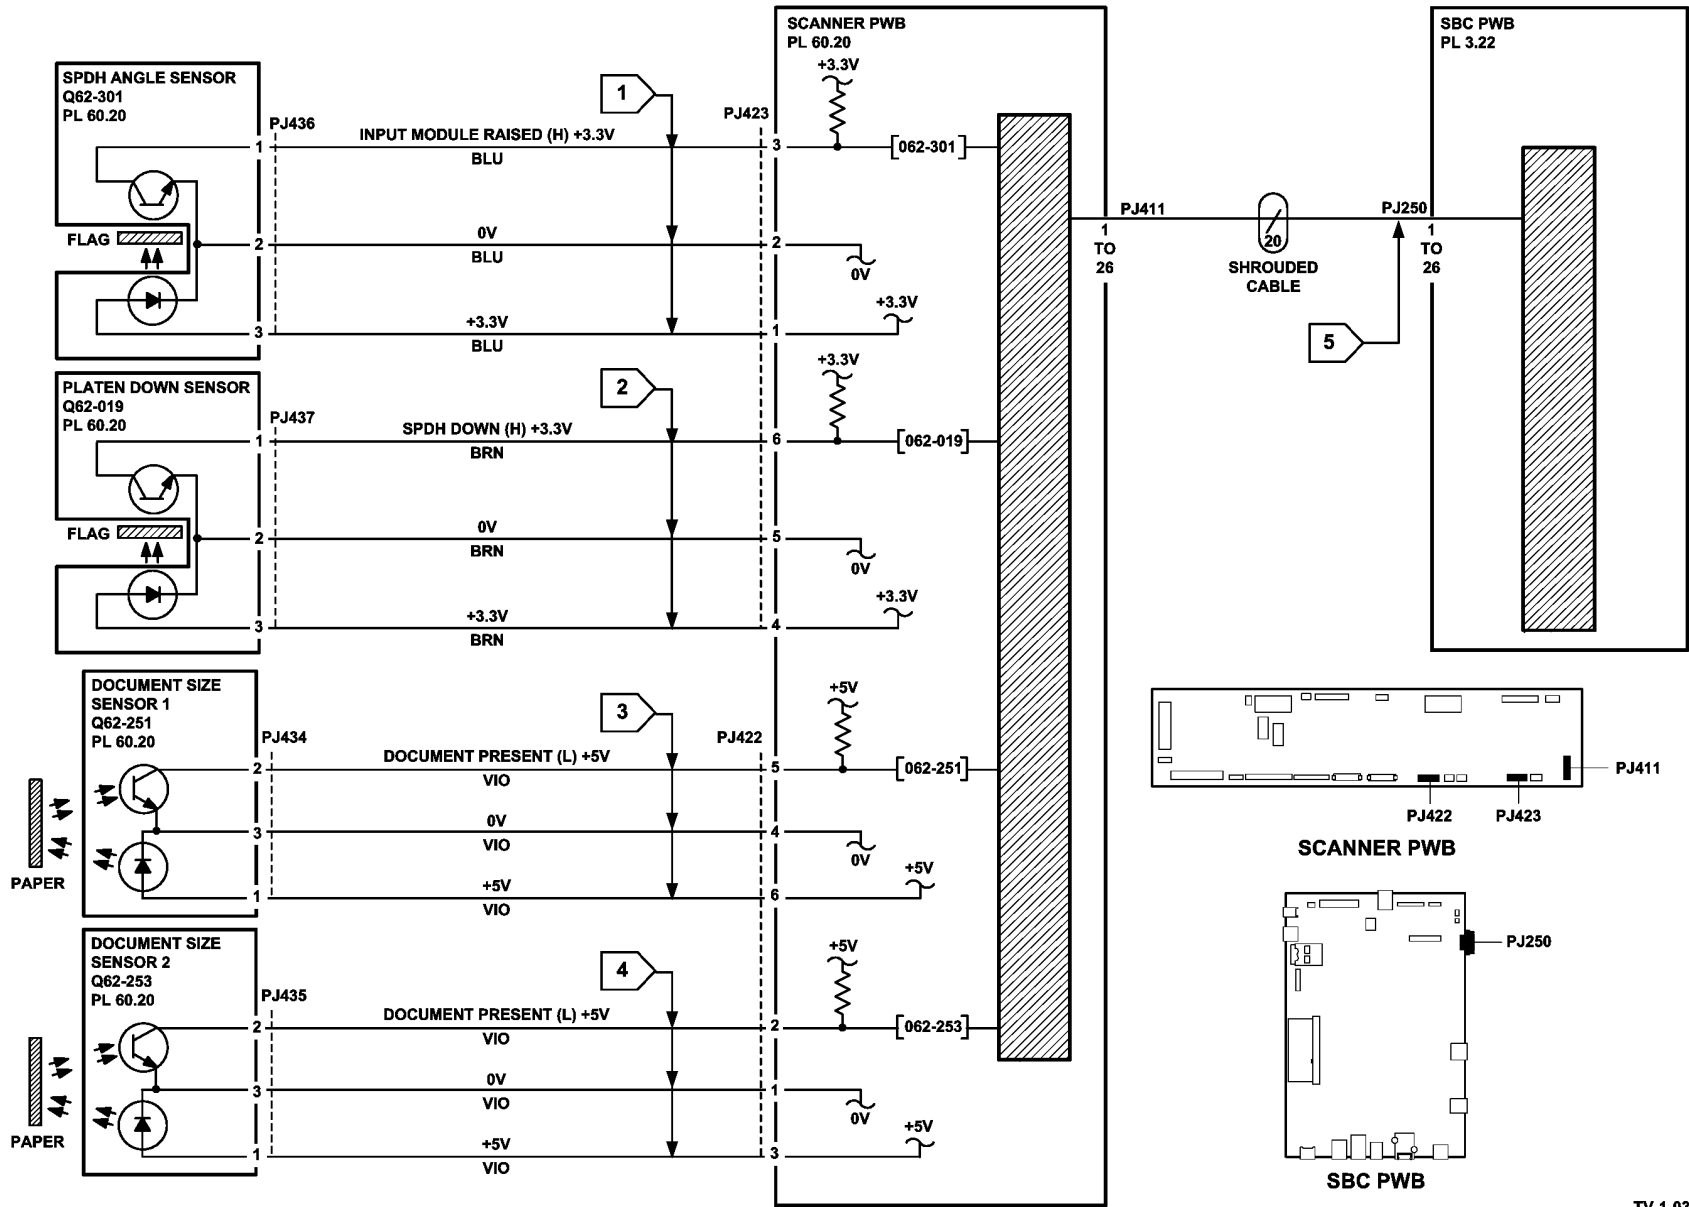 SCANNER PWB
PL 60.20
SBC PWB
PL 3.22
SPDH ANGLE SENSOR
Q62-301
PL 60.20
PJ436
1
INPUT MODULE RAISED (H) +3.3V
BLU
1
PJ423
3
+3.3V
062-301
FLAG
2
0V
BLU
2
0V
3
+3.3V
BLU
1
+3.3V
PJ411
1
TO
26
20
SHROUDED
CABLE
PJ250
1
TO
26
5
PLATEN DOWN SENSOR
Q62-019
PL 60.20
PJ437
1
SPDH DOWN (H) +3.3V
BRN
2
6
+3.3V
062-019
FLAG
2
0V
BRN
5
0V
3
+3.3V
BRN
4
+3.3V
DOCUMENT SIZE
SENSOR 1
Q62-251
PL 60.20
PJ434
2
DOCUMENT PRESENT (L) +5V
VIO
3
PJ422
5
+5V
062-251
3
0V
VIO
4
0V
PAPER
1
+5V
VIO
6
+5V
DOCUMENT SIZE
SENSOR 2
Q62-253
PL 60.20
PJ435
2
DOCUMENT PRESENT (L) +5V
VIO
4
2
+5V
062-253
3
0V
VIO
1
0V
PAPER
1
+5V
VIO
3
+5V
PJ411
PJ422
PJ423
SCANNER PWB
PJ250
SBC PWB